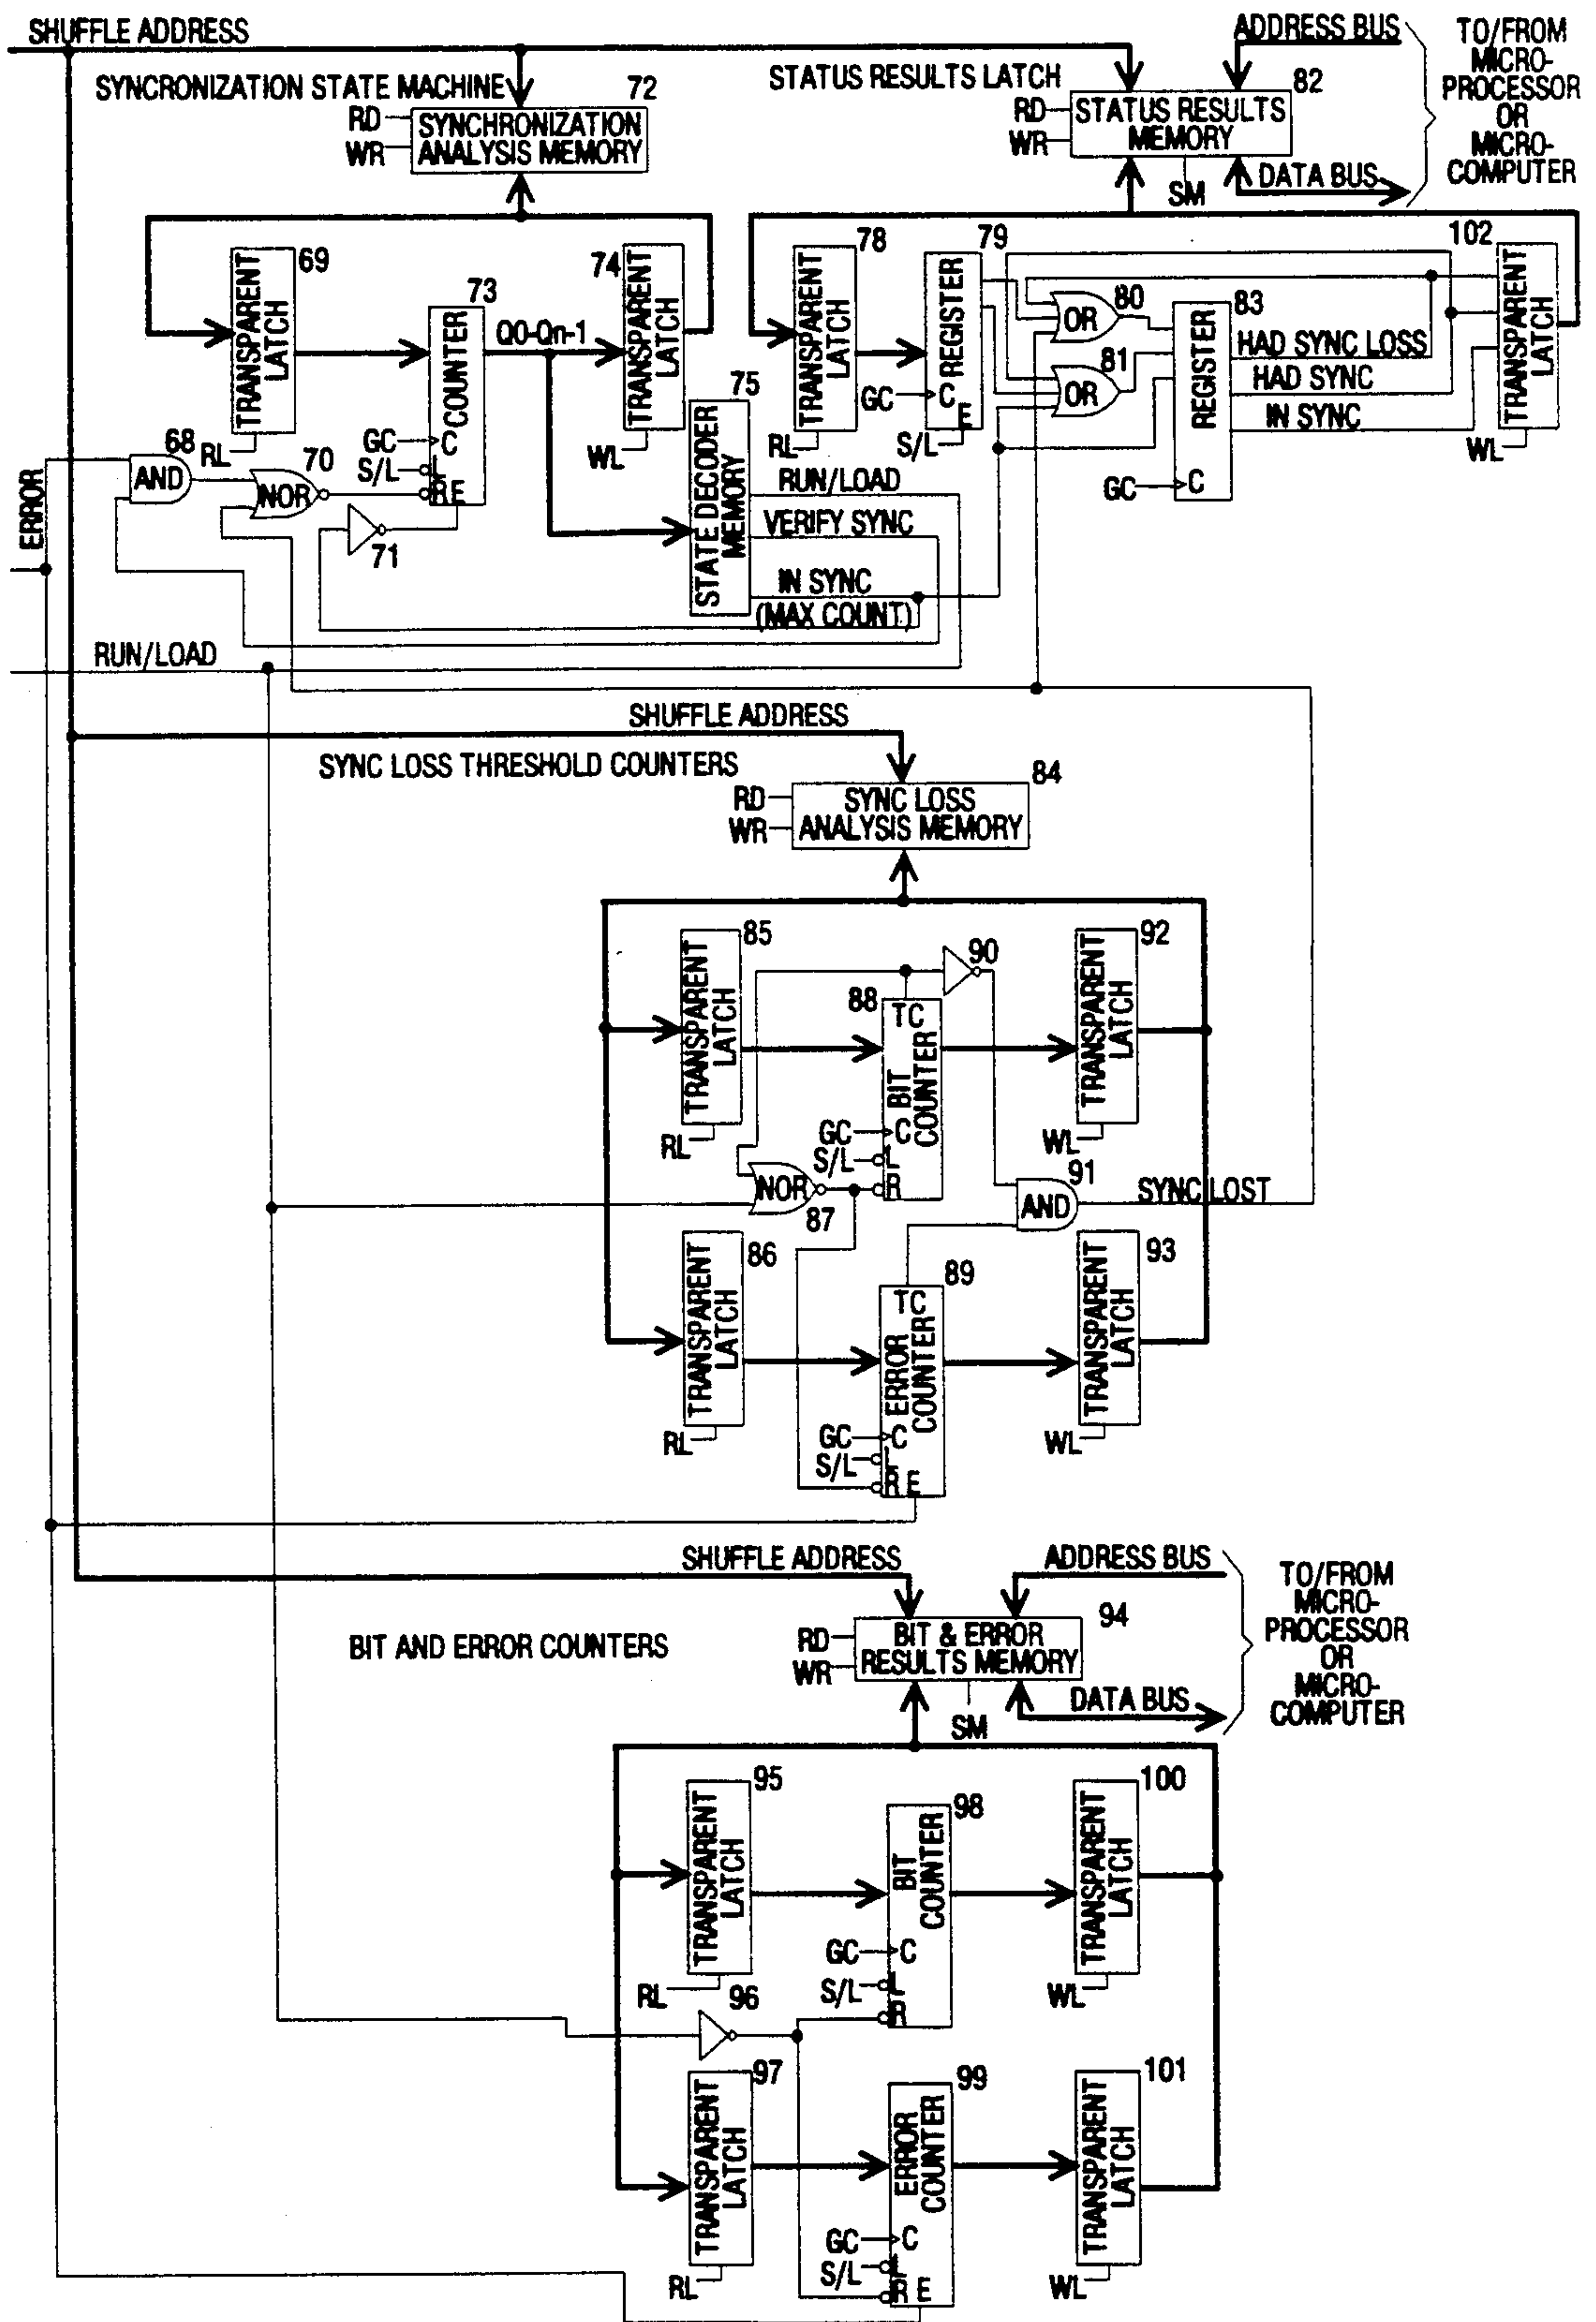 SHUFFLE ADDRESS
ADDRESS BUS
TO/FROM
MICRO-
PROCESSOR
OR
MICRO-
COMPUTER
SYNCRONIZATION STATE MACHINE
72
RD
WR
SYNCHRONIZATION
ANALYSIS MEMORY
STATUS RESULTS LATCH
82
RD
WR
STATUS RESULTS
MEMORY
SM
DATA BUS
69
TRANSPARENT
LATCH
RL
73
COUNTER
GC
C
S/L
L
R E
Q0-Qn-1
74
TRANSPARENT
LATCH
WL
75
STATE DECODER
MEMORY
RUN/LOAD
VERIFY SYNC
IN SYNC
(MAX COUNT)
68
AND
70
NOR
71
ERROR
RUN/LOAD
78
TRANSPARENT
LATCH
RL
79
REGISTER
GC
C
E
S/L
80
OR
81
OR
83
REGISTER
GC
C
HAD SYNC LOSS
HAD SYNC
IN SYNC
102
TRANSPARENT
LATCH
WL
SHUFFLE ADDRESS
SYNC LOSS THRESHOLD COUNTERS
84
RD
WR
SYNC LOSS
ANALYSIS MEMORY
85
TRANSPARENT
LATCH
RL
88
TC
BIT
COUNTER
GC
C
S/L
L
R
90
92
TRANSPARENT
LATCH
WL
NOR
87
91
AND
SYNC LOST
86
TRANSPARENT
LATCH
RL
89
TC
ERROR
COUNTER
GC
C
S/L
L
R E
93
TRANSPARENT
LATCH
WL
SHUFFLE ADDRESS
ADDRESS BUS
TO/FROM
MICRO-
PROCESSOR
OR
MICRO-
COMPUTER
BIT AND ERROR COUNTERS
94
RD
WR
BIT & ERROR
RESULTS MEMORY
SM
DATA BUS
95
TRANSPARENT
LATCH
RL
98
BIT
COUNTER
GC
C
S/L
L
R
100
TRANSPARENT
LATCH
WL
96
97
TRANSPARENT
LATCH
RL
99
ERROR
COUNTER
GC
C
S/L
L
R E
101
TRANSPARENT
LATCH
WL